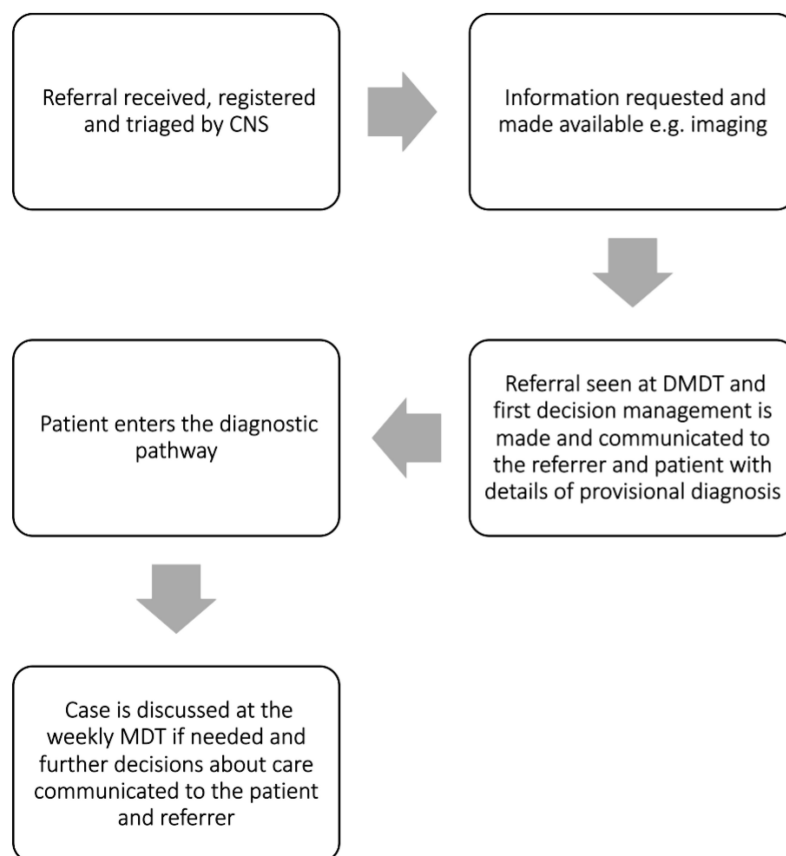 Referral received, registered
and triaged by CNS
Information requested and
made available e.g. imaging
Referral seen at DMDT and
first decision management is
made and communicated to
the referrer and patient with
details of provisional diagnosis
Patient enters the diagnostic
pathway
Case is discussed at the
weekly MDT if needed and
further decisions about care
communicated to the patient
and referrer